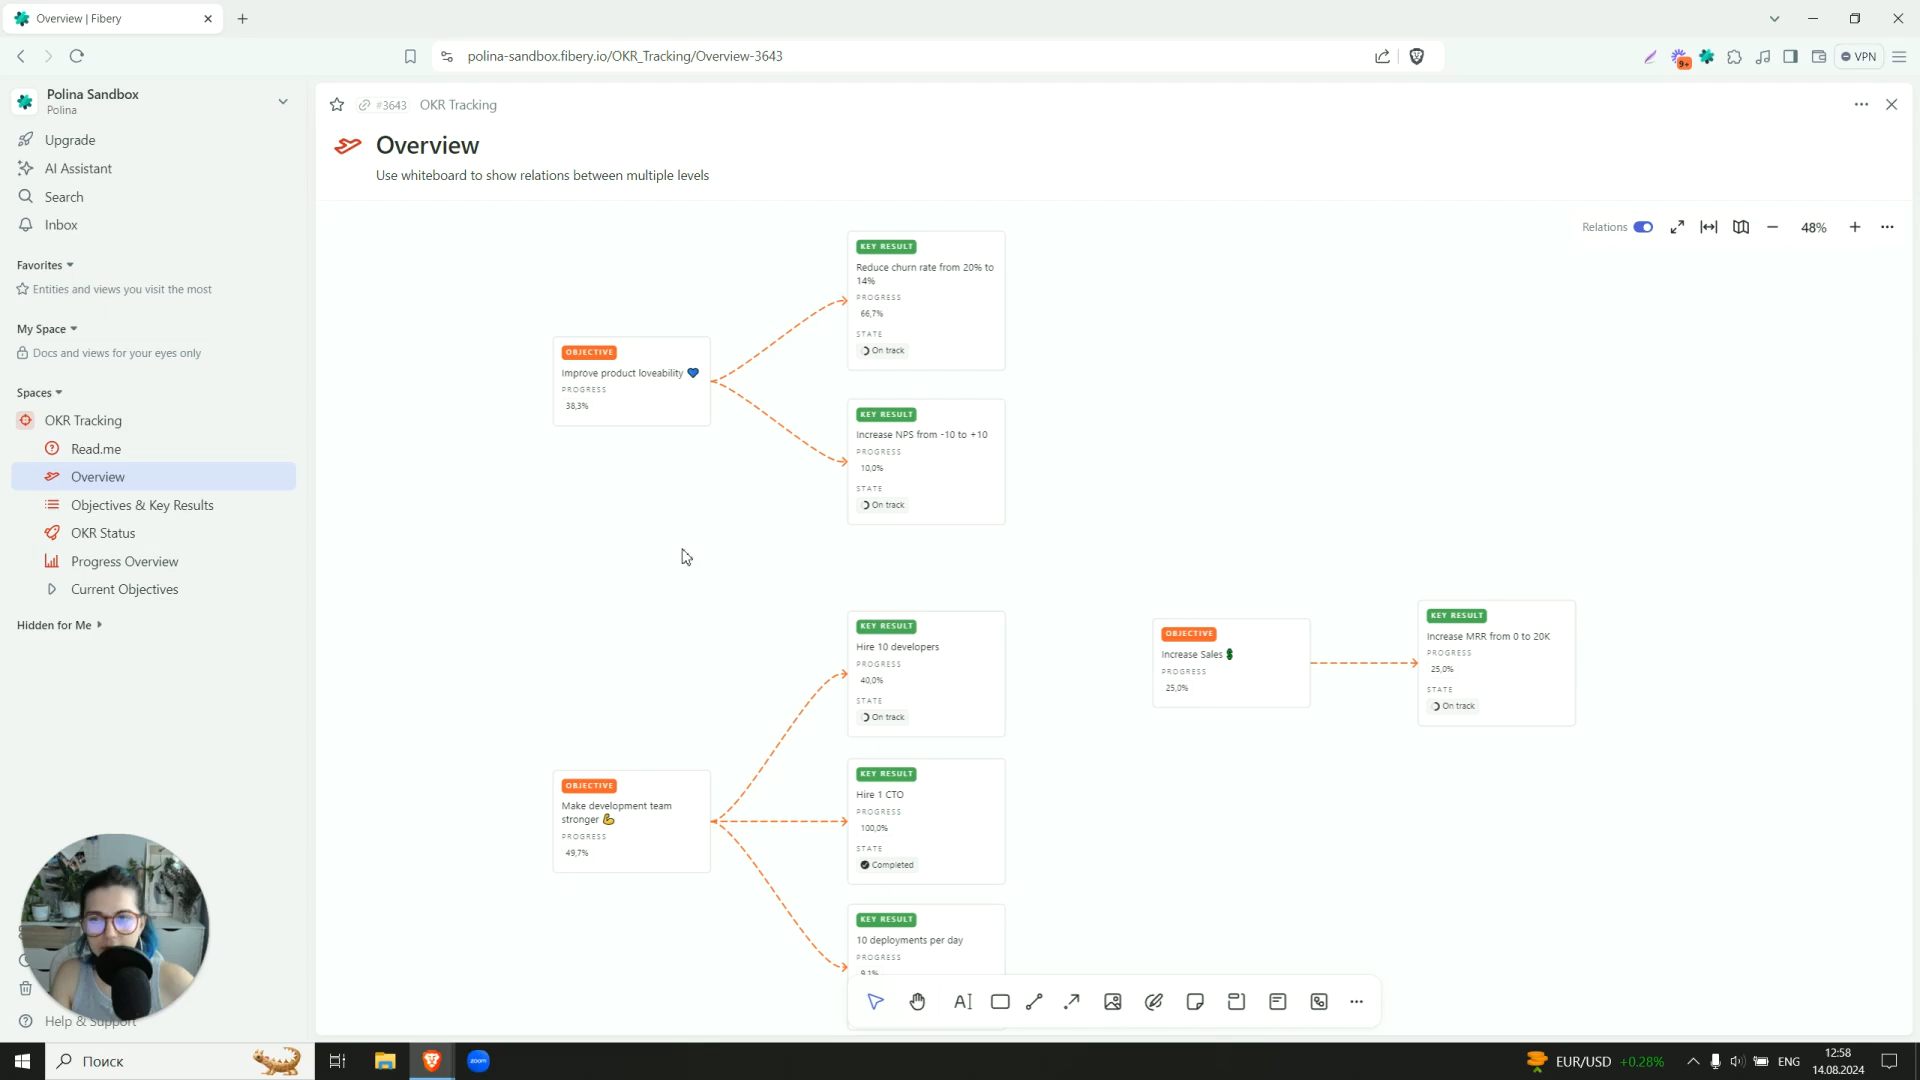 Overview | Fibery
polina-sandbox.fibery.io/OKR_Tracking/Overview-3643
9+
VPN
Polina Sandbox
Polina
Upgrade
AI Assistant
Search
Inbox
Favorites
Entities and views you visit the most
My Space
Docs and views for your eyes only
Spaces
OKR Tracking
Read.me
Overview
Objectives & Key Results
OKR Status
Progress Overview
Current Objectives
Hidden for Me
Help & Support
#3643
OKR Tracking
Overview
Use whiteboard to show relations between multiple levels
Relations
48%
OBJECTIVE
Improve product loveability 💙
PROGRESS
38,3%
KEY RESULT
Reduce churn rate from 20% to
14%
PROGRESS
66,7%
STATE
On track
KEY RESULT
Increase NPS from -10 to +10
PROGRESS
10,0%
STATE
On track
OBJECTIVE
Make development team
stronger 💪
PROGRESS
49,7%
KEY RESULT
Hire 10 developers
PROGRESS
40,0%
STATE
On track
KEY RESULT
Hire 1 CTO
PROGRESS
100,0%
STATE
Completed
KEY RESULT
10 deployments per day
PROGRESS
9,1%
OBJECTIVE
Increase Sales 💲
PROGRESS
25,0%
KEY RESULT
Increase MRR from 0 to 20K
PROGRESS
25,0%
STATE
On track
AI
Поиск
zoom
EUR/USD +0.28%
ENG
12:58
14.08.2024